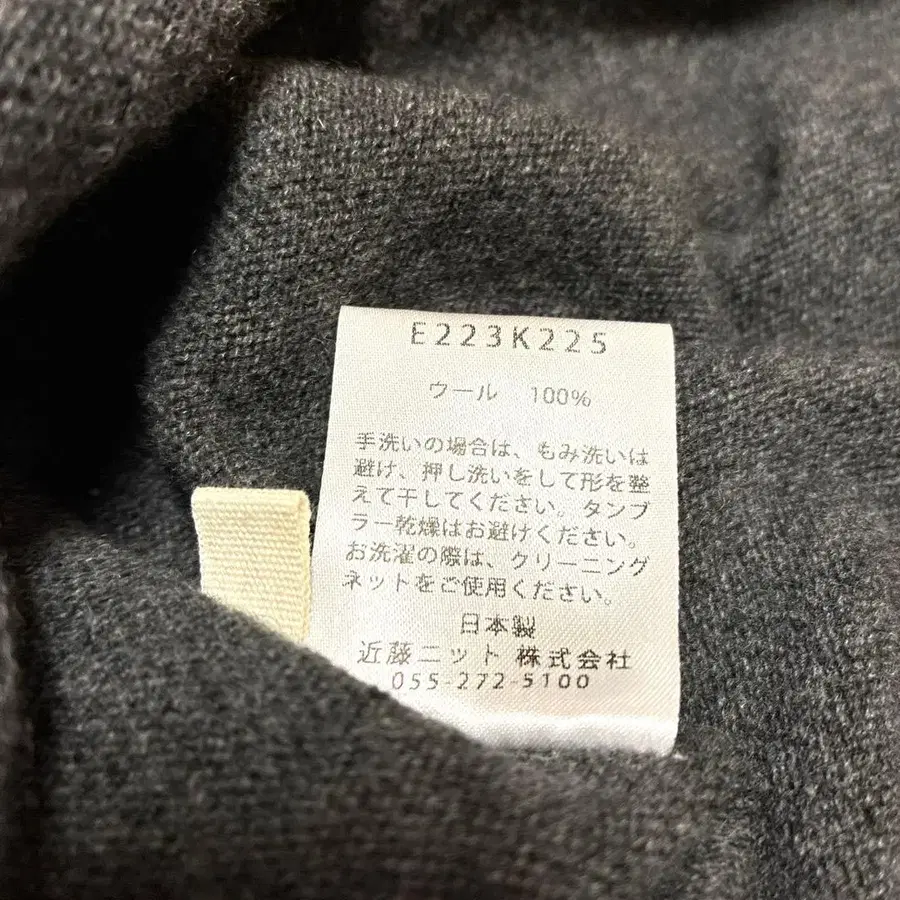 E223K225
ウール 100%
手洗いの場合は、もみ洗いは
避け、押し洗いをして形を整
えて干してください。タンブ
ラー乾燥はお避けください。
お洗濯の際は、クリーニング
ネットをご使用ください。
日本製
近藤ニット 株式会社
055-272-5100